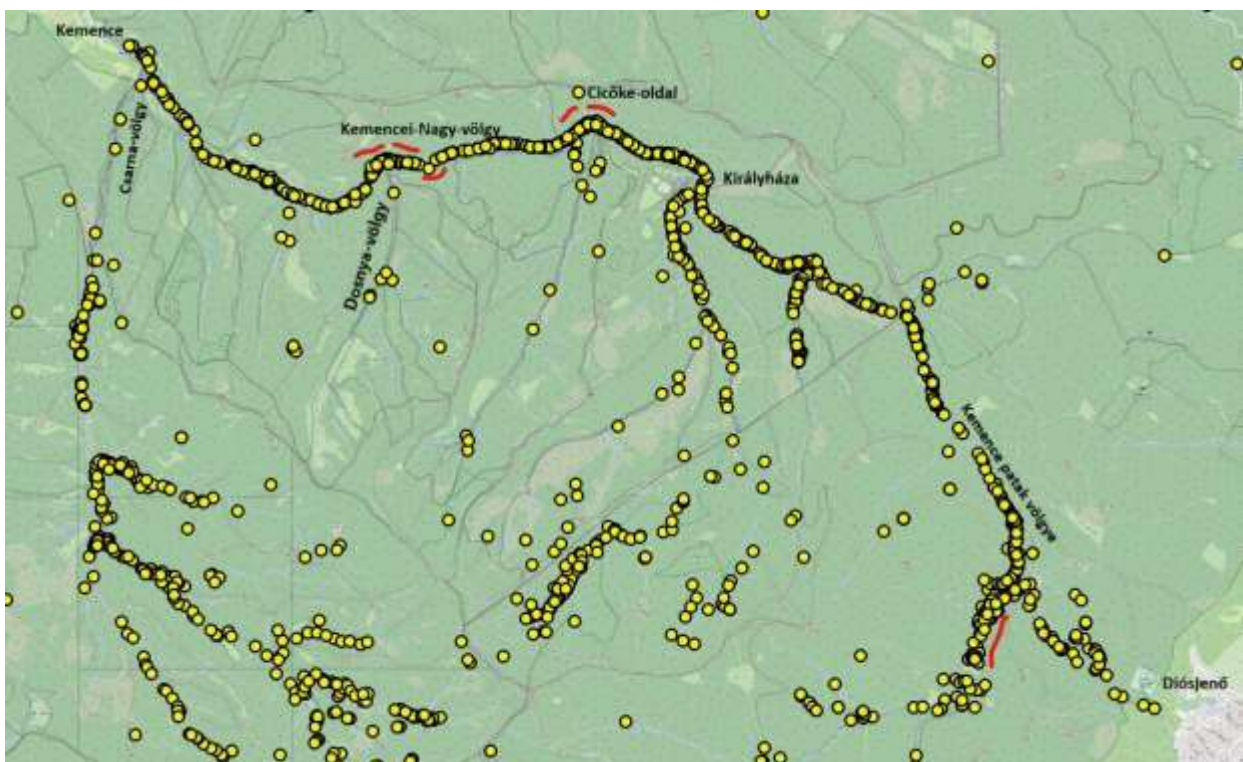 Kemence
Cicőke-oldal
Kemencei-Nagy-völgy
Csarna-völgy
Királyháza
Dosnya-völgy
Kemence patak völgye
Diósjenő